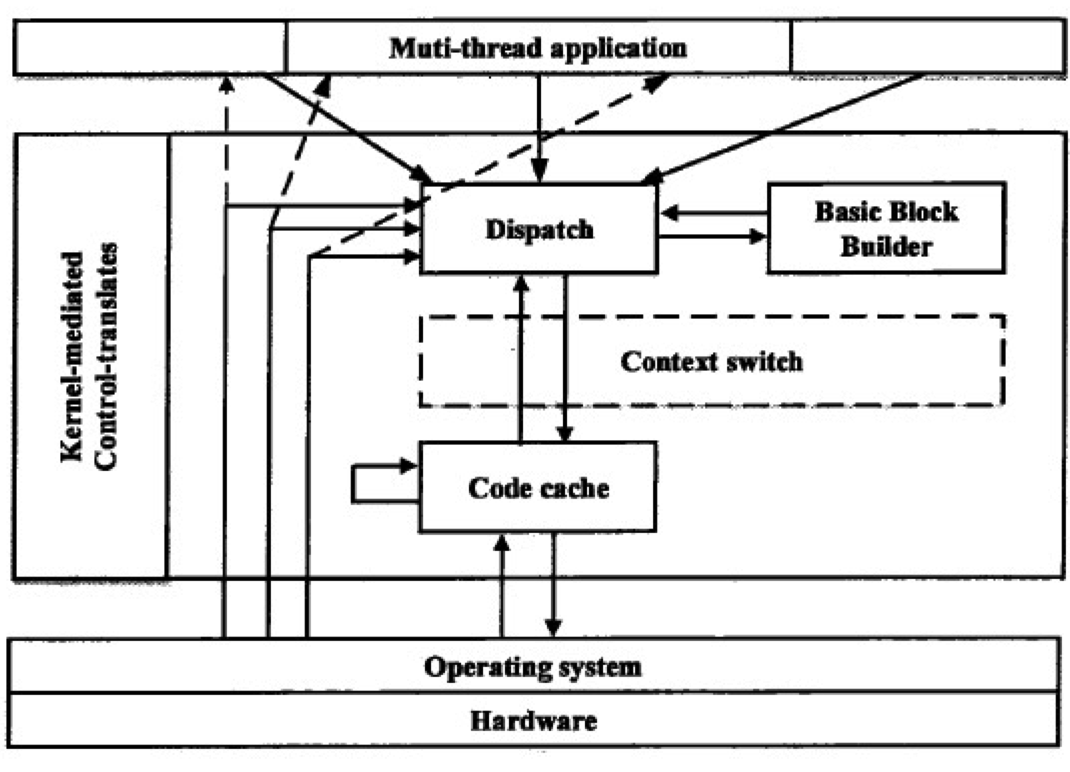 Muti-thread application
Kernel-mediated
Control-translates
Dispatch
Basic Block
Builder
Context switch
Code cache
Operating system
Hardware